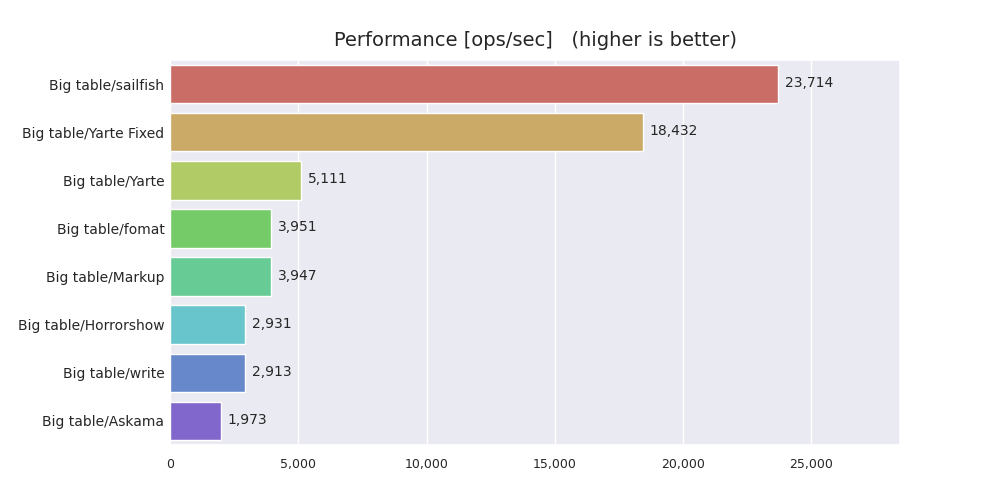 Performance [ops/sec]   (higher is better)
Big table/sailfish 23,714
Big table/Yarte Fixed 18,432
Big table/Yarte 5,111
Big table/fomat 3,951
Big table/Markup 3,947
Big table/Horrorshow 2,931
Big table/write 2,913
Big table/Askama 1,973
0 5,000 10,000 15,000 20,000 25,000